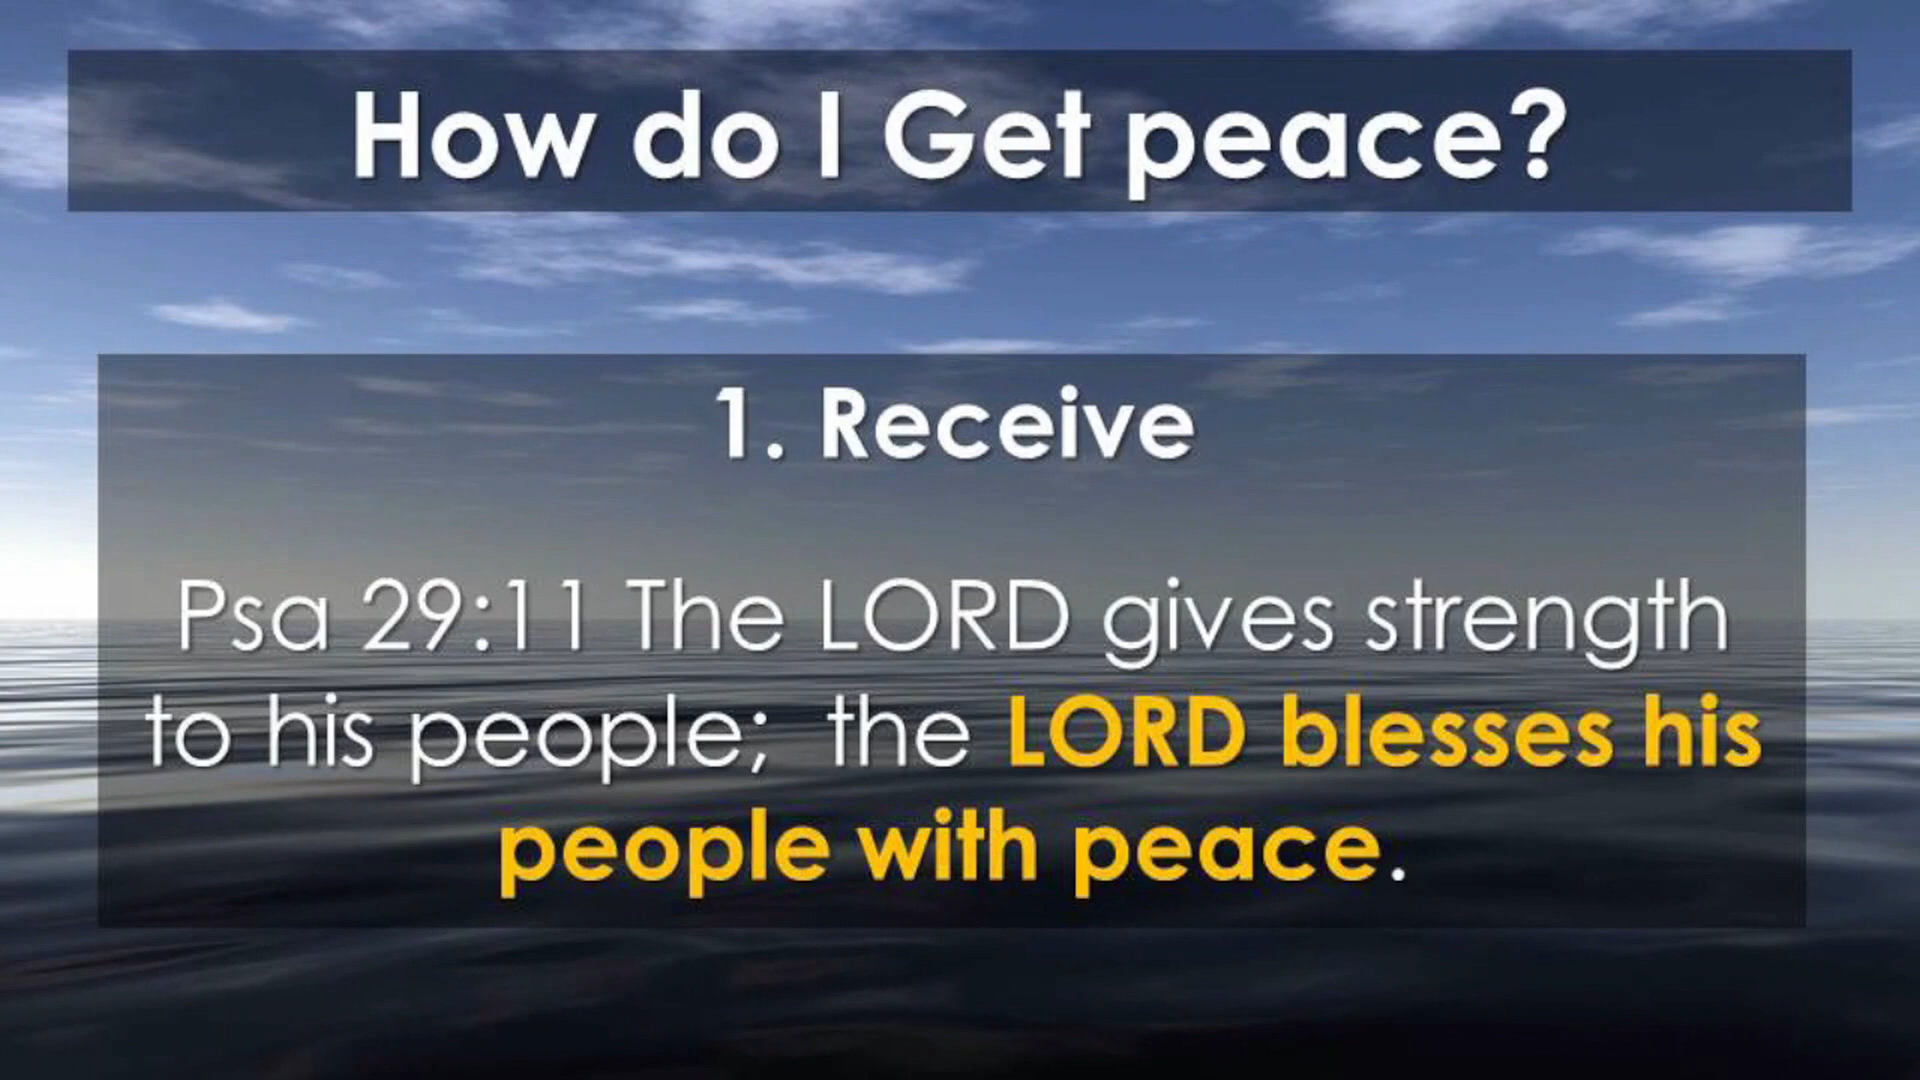 How do I Get peace?
1. Receive
Psa 29:11 The LORD gives strength
to his people;  the LORD blesses his
people with peace.